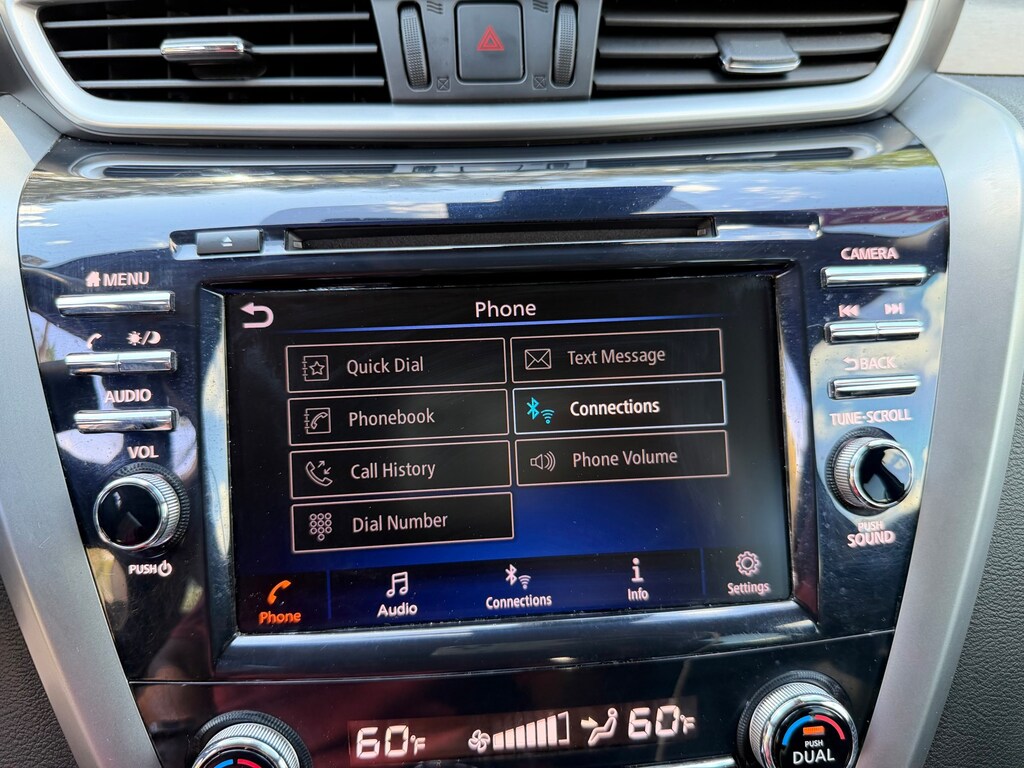 MENU
AUDIO
VOL
PUSH
CAMERA
BACK
TUNE·SCROLL
PUSH
SOUND
Phone
Quick Dial
Text Message
Phonebook
Connections
Call History
Phone Volume
Dial Number
Phone
Audio
Connections
Info
Settings
60°F
60°F
PUSH
DUAL